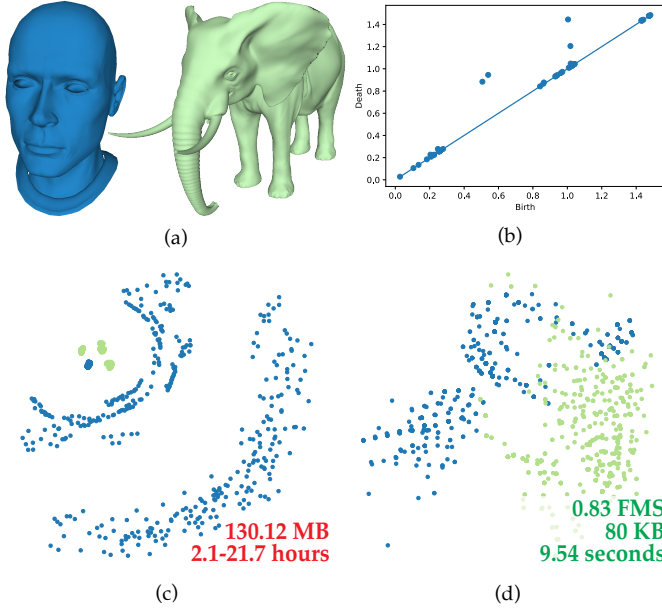 1.4
1.2
1.0
0.8
0.6
0.4
0.2
0.0
Death
0.0 0.2 0.4 0.6 0.8 1.0 1.2 1.4
Birth
(a)
(b)
130.12 MB
2.1-21.7 hours
0.83 FMS
80 KB
9.54 seconds
(c)
(d)